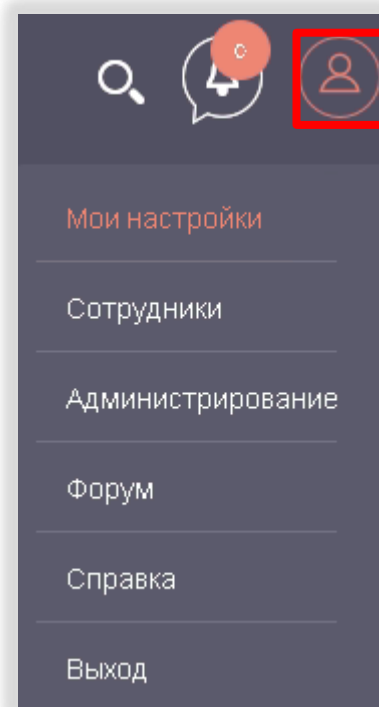 Мои настройки
Сотрудники
Администрирование
Форум
Справка
Выход